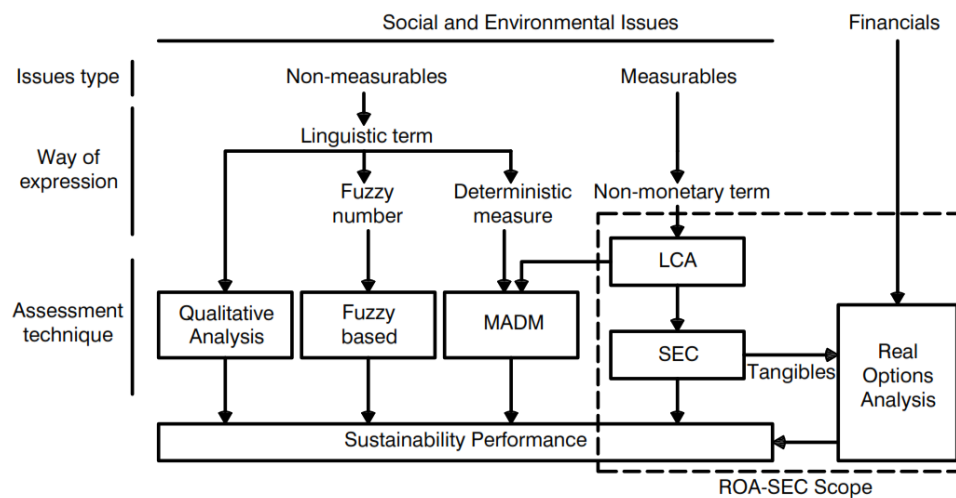 Social and Environmental Issues
Financials
Issues type
Non-measurables
Measurables
Linguistic term
Way of
expression
Fuzzy
number
Deterministic
measure
Non-monetary term
LCA
Assessment
technique
Qualitative
Analysis
Fuzzy
based
MADM
SEC
Tangibles
Real
Options
Analysis
Sustainability Performance
ROA-SEC Scope